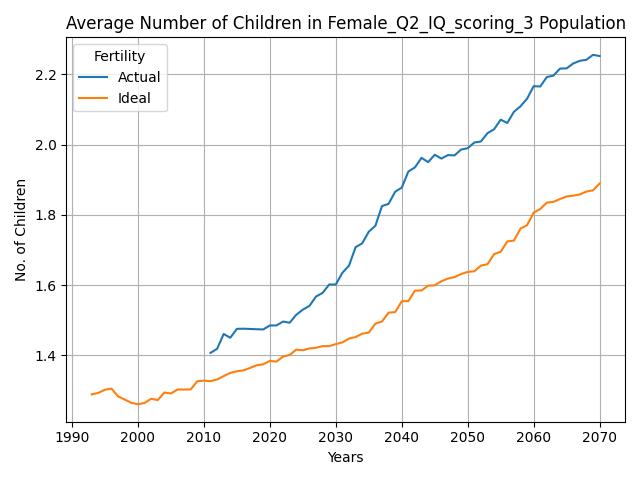 Average Number of Children in Female_Q2_IQ_scoring_3 Population
Fertility
Actual
Ideal
No. of Children
2.2
2.0
1.8
1.6
1.4
1990 2000 2010 2020 2030 2040 2050 2060 2070
Years